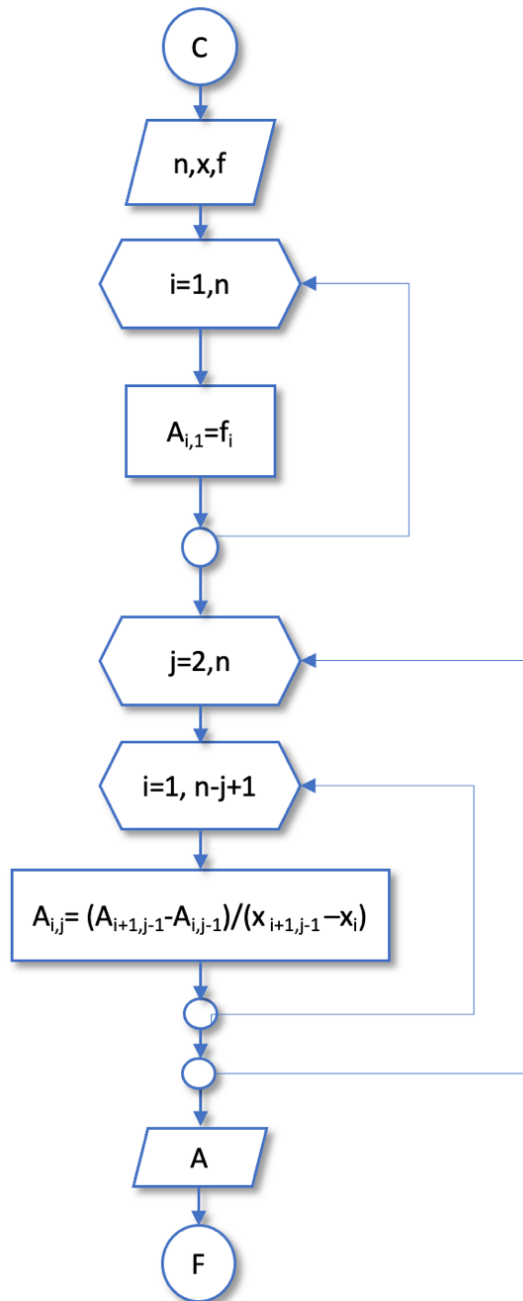 C
n,x,f
i=1,n
Aᵢ,₁=fᵢ
j=2,n
i=1, n-j+1
Aᵢ,ⱼ= (Aᵢ₊₁,ⱼ₋₁-Aᵢ,ⱼ₋₁)/(x ᵢ₊₁,ⱼ₋₁ –xᵢ)
A
F